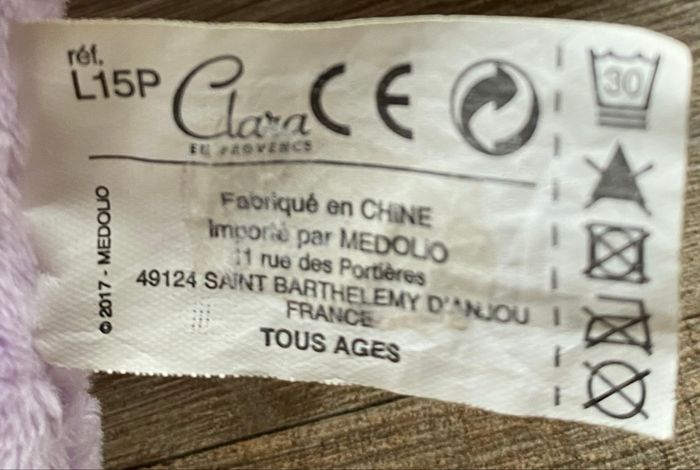 réf.
L15P
Clara
EN PROVENCE
CE
© 2017 - MEDOLIO
Fabriqué en CHINE
Importé par MEDOLIO
11 rue des Portières
49124 SAINT BARTHELEMY D'ANJOU
FRANCE
TOUS AGES
30